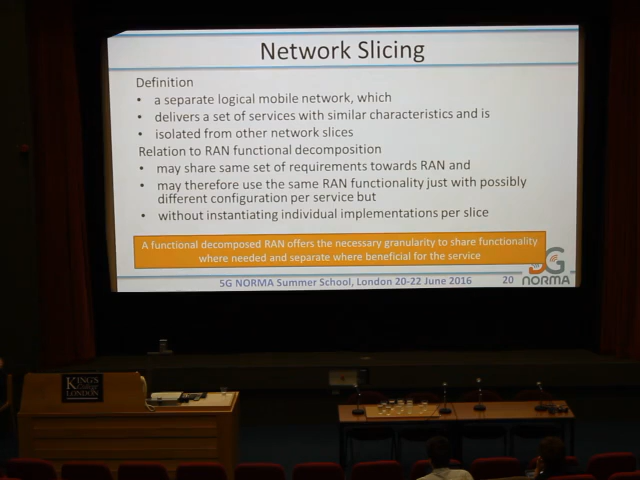 Network Slicing
Definition
• a separate logical mobile network, which
• delivers a set of services with similar characteristics and is
• isolated from other network slices
Relation to RAN functional decomposition
• may share same set of requirements towards RAN and
• may therefore use the same RAN functionality just with possibly
different configuration per service but
• without instantiating individual implementations per slice
A functional decomposed RAN offers the necessary granularity to share functionality
where needed and separate where beneficial for the service
5G NORMA Summer School, London 20-22 June 2016 20
5G
NORMA
KING'S
College
LONDON